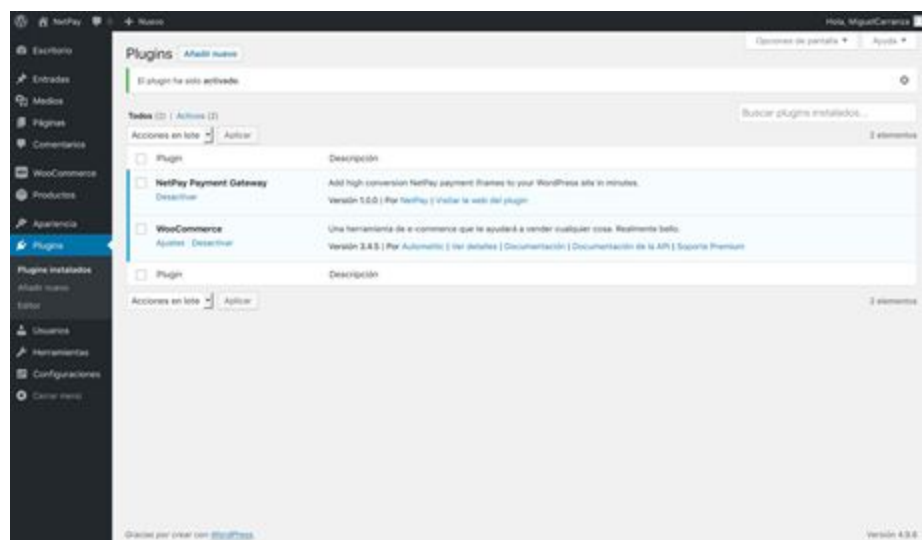 NetPay
Nuevo
Hola, MiguelCarranza
Escritorio
Entradas
Medios
Páginas
Comentarios
WooCommerce
Productos
Apariencia
Plugins
Plugins instalados
Añadir nuevo
Editor
Usuarios
Herramientas
Configuraciones
Cerrar menú
Opciones de pantalla
Ayuda
Plugins Añadir nuevo
El plugin ha sido activado.
Todos (2) | Activos (2)
Buscar plugins instalados...
Acciones en lote Aplicar
2 elementos
Plugin Descripción
NetPay Payment Gateway Add high conversion NetPay payment iframes to your WordPress site in minutes.
Desactivar Versión 1.0.0 | Por NetPay | Visitar la web del plugin
WooCommerce Una herramienta de e-commerce que te ayudará a vender cualquier cosa. Realmente bello.
Ajustes Desactivar Versión 3.4.5 | Por Automattic | Ver detalles | Documentación | Documentación de la API | Soporte Premium
Plugin Descripción
Acciones en lote Aplicar
2 elementos
Gracias por crear con WordPress.
Versión 4.9.8